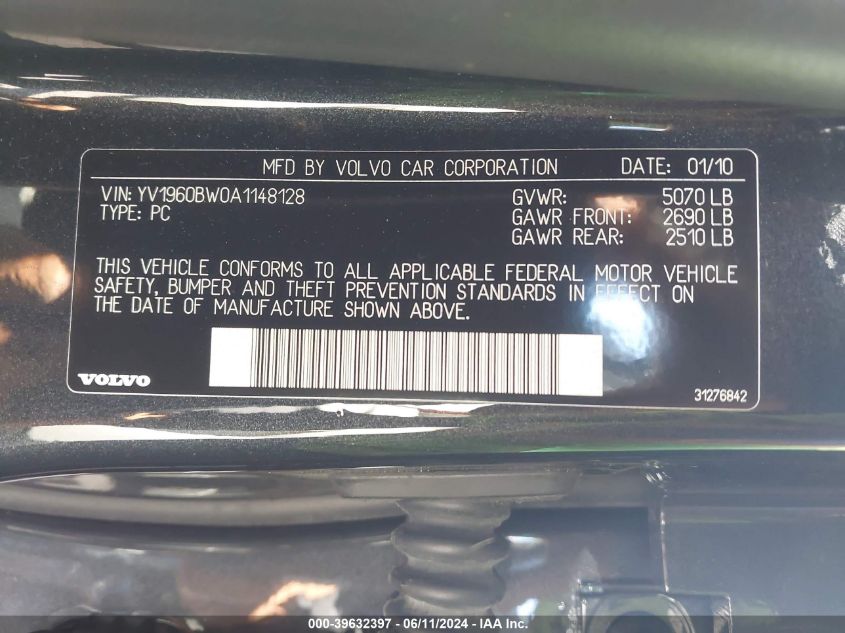 MFD BY VOLVO CAR CORPORATION DATE: 01/10
VIN: YV1960BW0A1148128 GVWR: 5070 LB
TYPE: PC GAWR FRONT: 2690 LB
GAWR REAR: 2510 LB
THIS VEHICLE CONFORMS TO ALL APPLICABLE FEDERAL MOTOR VEHICLE
SAFETY, BUMPER AND THEFT PREVENTION STANDARDS IN EFFECT ON
THE DATE OF MANUFACTURE SHOWN ABOVE.
VOLVO 31276842
000-39632397 - 06/11/2024 - IAAI Inc.